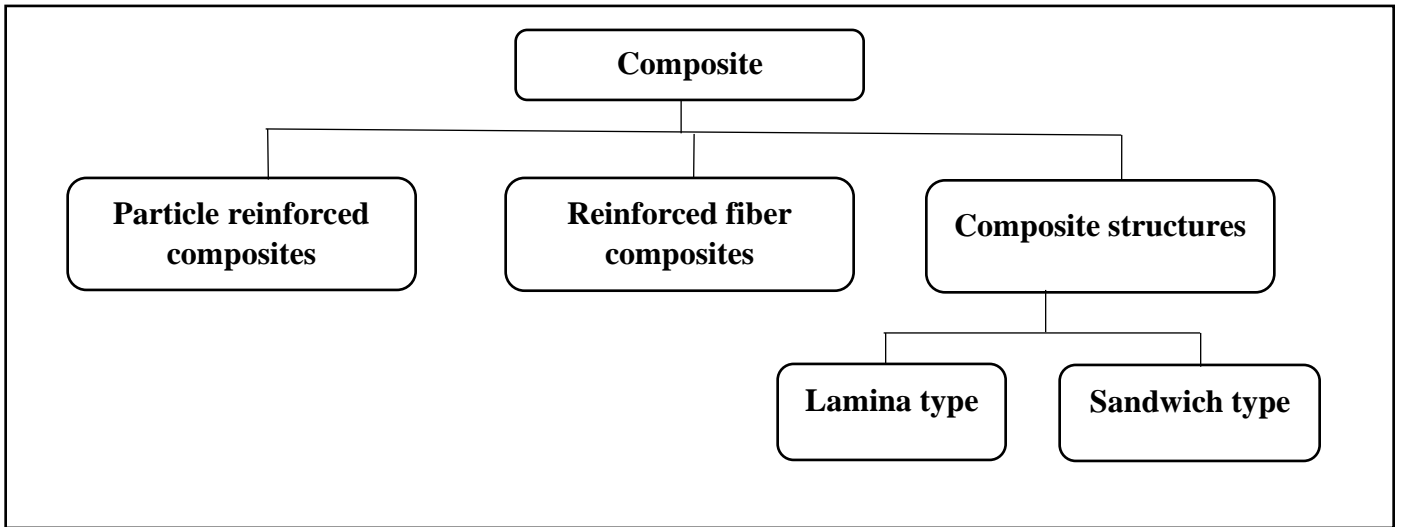 Composite
Particle reinforced
composites
Reinforced fiber
composites
Composite structures
Lamina type
Sandwich type